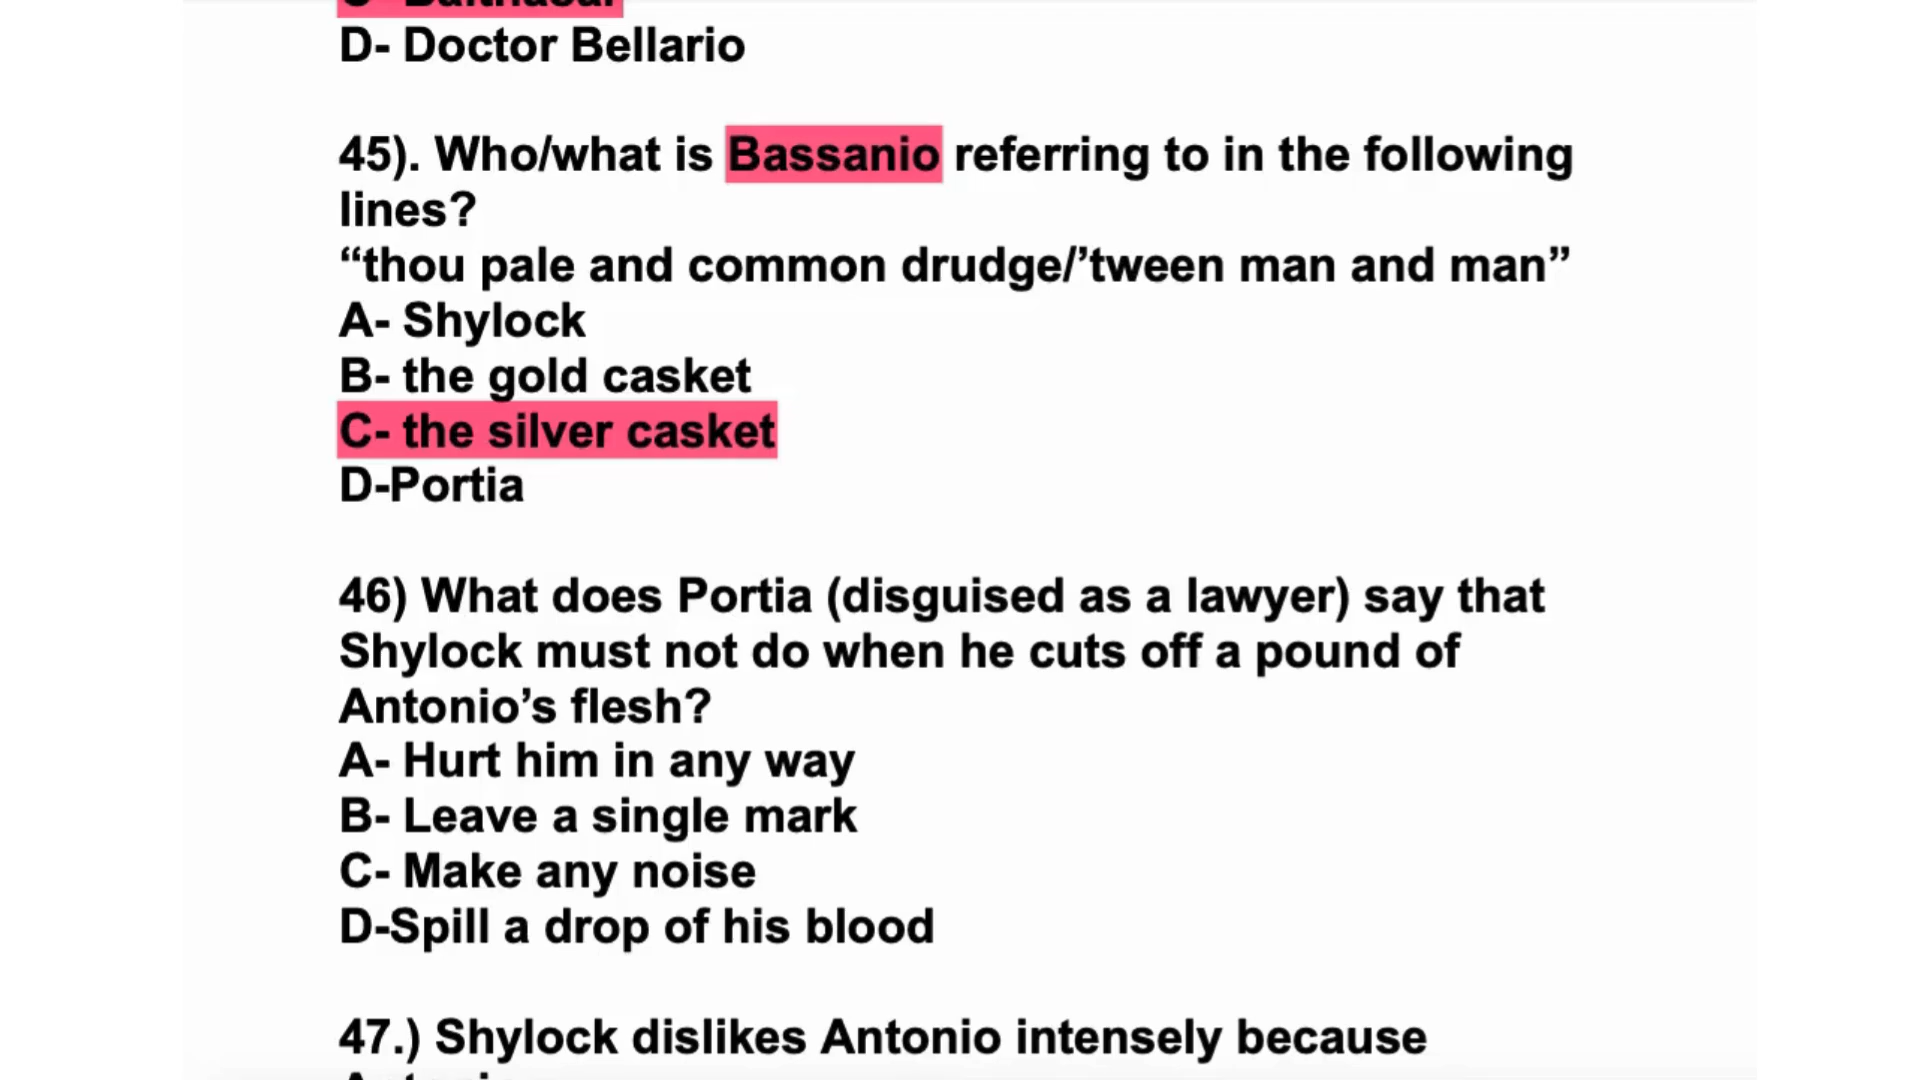 C- Balthasar
D- Doctor Bellario
45). Who/what is Bassanio referring to in the following
lines?
“thou pale and common drudge/’tween man and man”
A- Shylock
B- the gold casket
C- the silver casket
D-Portia
46) What does Portia (disguised as a lawyer) say that
Shylock must not do when he cuts off a pound of
Antonio’s flesh?
A- Hurt him in any way
B- Leave a single mark
C- Make any noise
D-Spill a drop of his blood
47.) Shylock dislikes Antonio intensely because